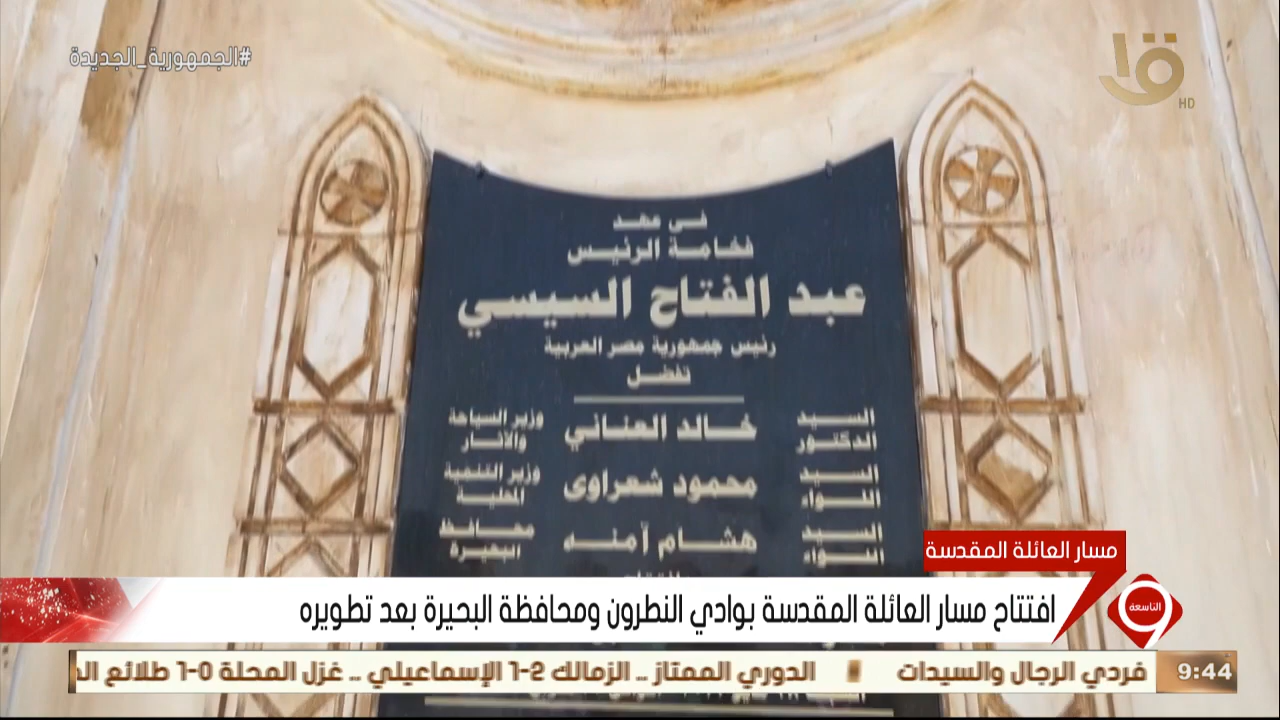 #الجمهورية_الجديدة
قا
HD
فى عهد
فخامة الرئيس
عبد الفتاح السيسي
رئيس جمهورية مصر العربية
تفضل
السيد الدكتور خالد العناني وزير السياحة والآثار
السيد اللواء محمود شعراوى وزير التنمية المحلية
السيد اللواء هشام آمنه محافظ البحيرة
مسار العائلة المقدسة
التاسعة
افتتاح مسار العائلة المقدسة بوادي النطرون ومحافظة البحيرة بعد تطويره
9:44 فردي الرجال والسيدات الدوري الممتاز .. الزمالك 2-1 الإسماعيلي .. غزل المحلة 0-1 طلائع